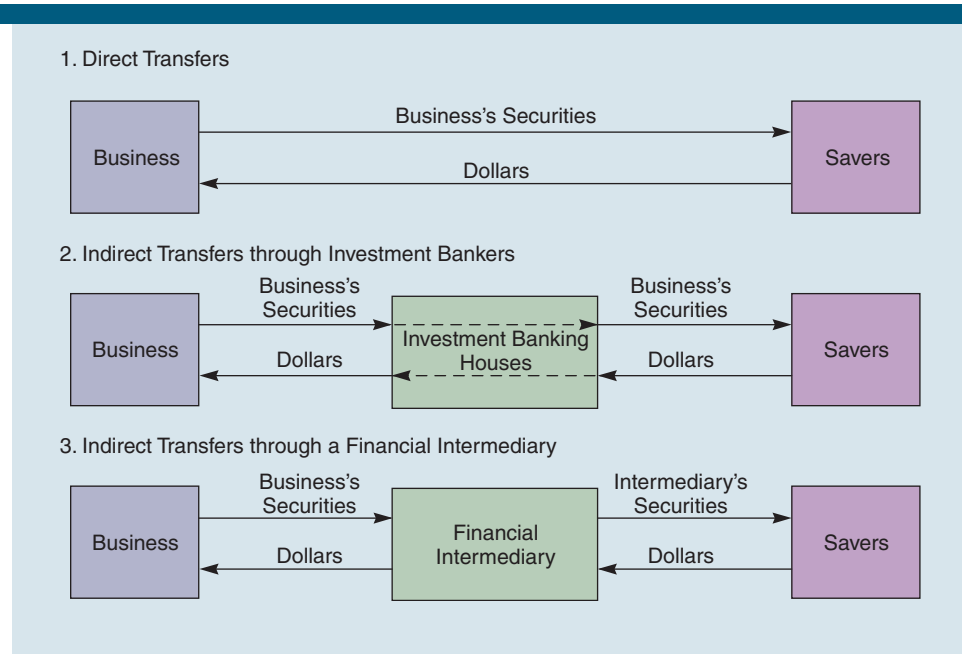 1. Direct Transfers
Business's Securities
Business
Savers
Dollars
2. Indirect Transfers through Investment Bankers
Business's
Securities
Business's
Securities
Business
Investment Banking
Houses
Savers
Dollars
Dollars
3. Indirect Transfers through a Financial Intermediary
Business's
Securities
Intermediary's
Securities
Business
Financial
Intermediary
Savers
Dollars
Dollars